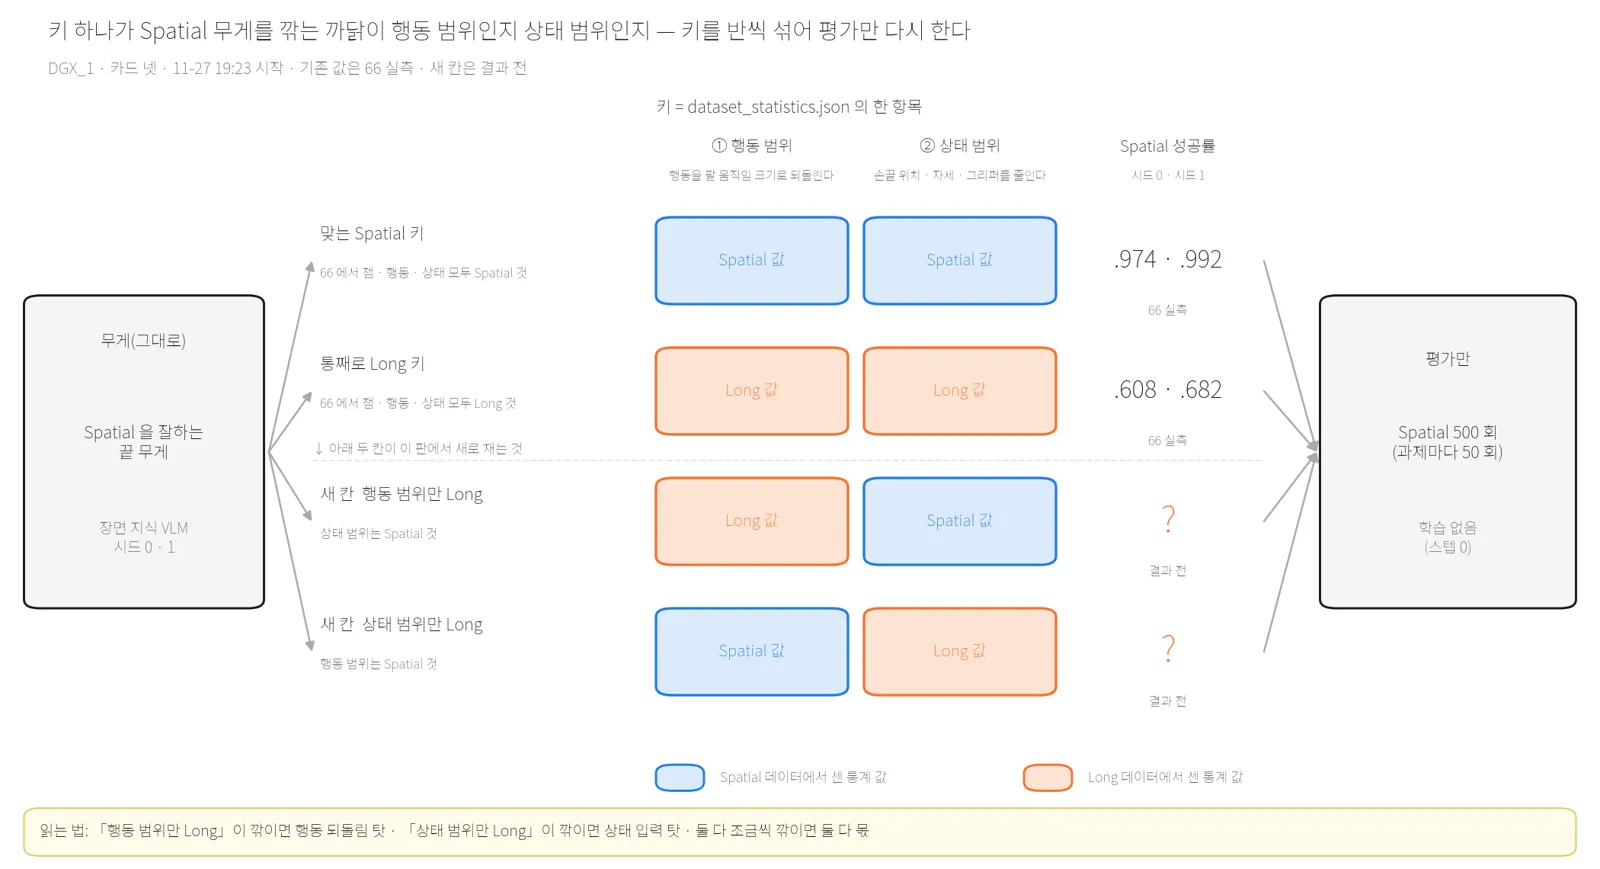 키 하나가 Spatial 무게를 깎는 까닭이 행동 범위인지 상태 범위인지 — 키를 반씩 섞어 평가만 다시 한다
DGX_1 · 카드 넷 · 11-27 19:23 시작 · 기존 값은 66 실측 · 새 칸은 결과 전
키 = dataset_statistics.json 의 한 항목
① 행동 범위
② 상태 범위
Spatial 성공률
행동을 팔 움직임 크기로 되돌린다
손끝 위치 · 자세 · 그리퍼를 줄인다
시드 0 · 시드 1
무게(그대로)
Spatial 을 잘하는
끝 무게
장면 지식 VLM
시드 0 · 1
맞는 Spatial 키
66 에서 잼 · 행동 · 상태 모두 Spatial 것
Spatial 값
Spatial 값
.974 · .992
66 실측
통째로 Long 키
66 에서 잼 · 행동 · 상태 모두 Long 것
Long 값
Long 값
.608 · .682
66 실측
↓ 아래 두 칸이 이 판에서 새로 재는 것
새 칸 행동 범위만 Long
상태 범위는 Spatial 것
Long 값
Spatial 값
?
결과 전
새 칸 상태 범위만 Long
행동 범위는 Spatial 것
Spatial 값
Long 값
?
결과 전
평가만
Spatial 500 회
(과제마다 50 회)
학습 없음
(스텝 0)
Spatial 데이터에서 센 통계 값
Long 데이터에서 센 통계 값
읽는 법: 「행동 범위만 Long」이 깎이면 행동 되돌림 탓 · 「상태 범위만 Long」이 깎이면 상태 입력 탓 · 둘 다 조금씩 깎이면 둘 다 몫